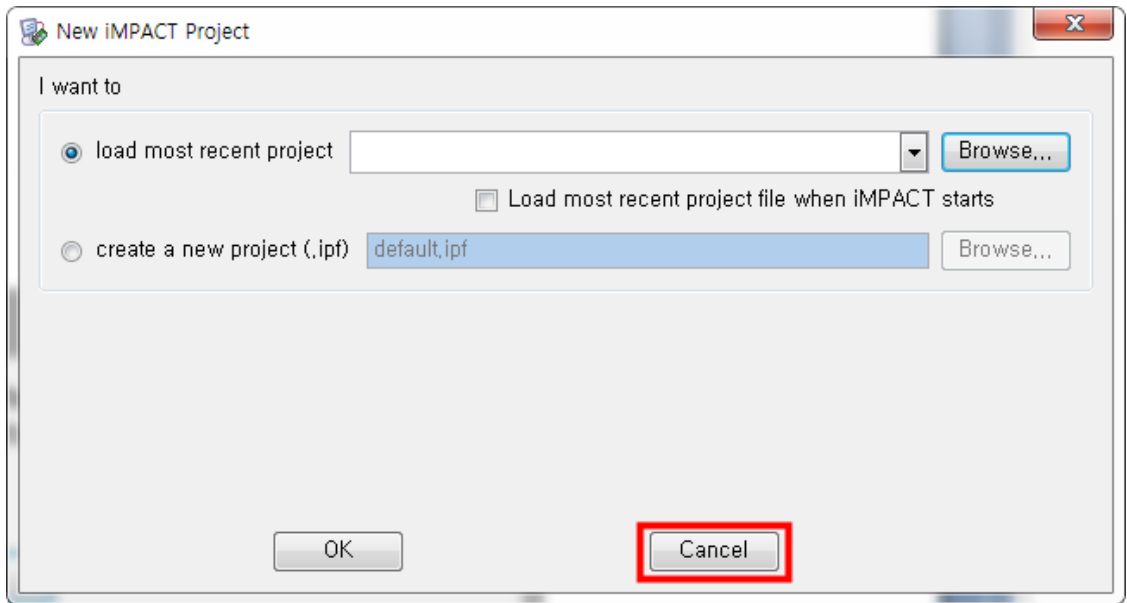 New iMPACT Project
I want to
load most recent project Browse...
Load most recent project file when iMPACT starts
create a new project (.ipf) default.ipf Browse...
OK Cancel